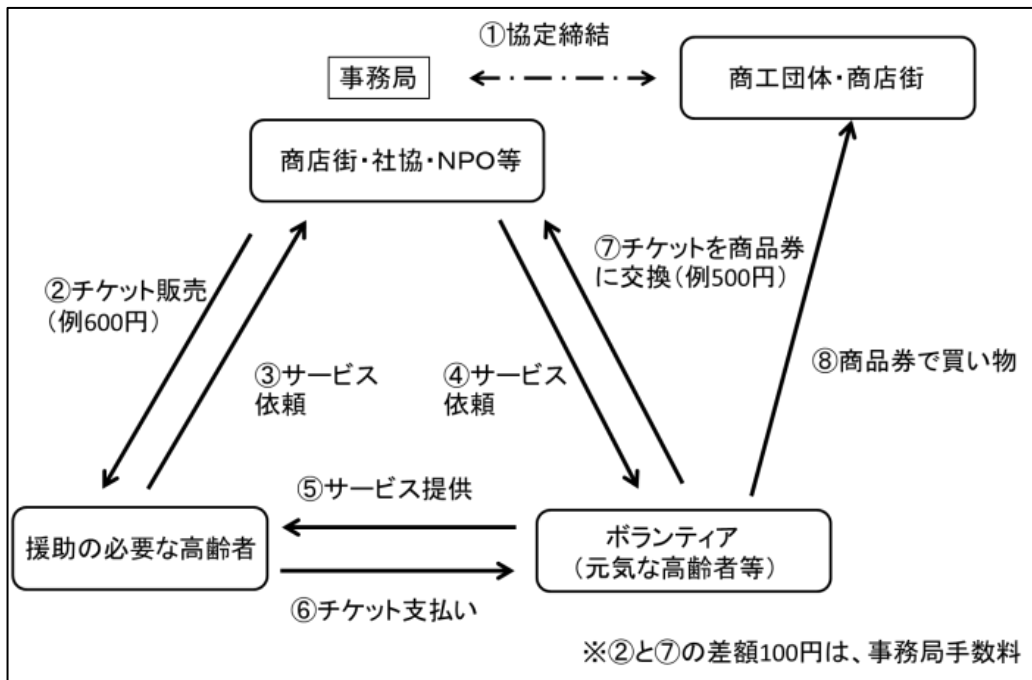 ①協定締結
事務局
商工団体・商店街
商店街・社協・NPO等
②チケット販売
（例600円）
③サービス
依頼
④サービス
依頼
⑦チケットを商品券
に交換（例500円）
⑧商品券で買い物
⑤サービス提供
援助の必要な高齢者
ボランティア
（元気な高齢者等）
⑥チケット支払い
※②と⑦の差額100円は、事務局手数料